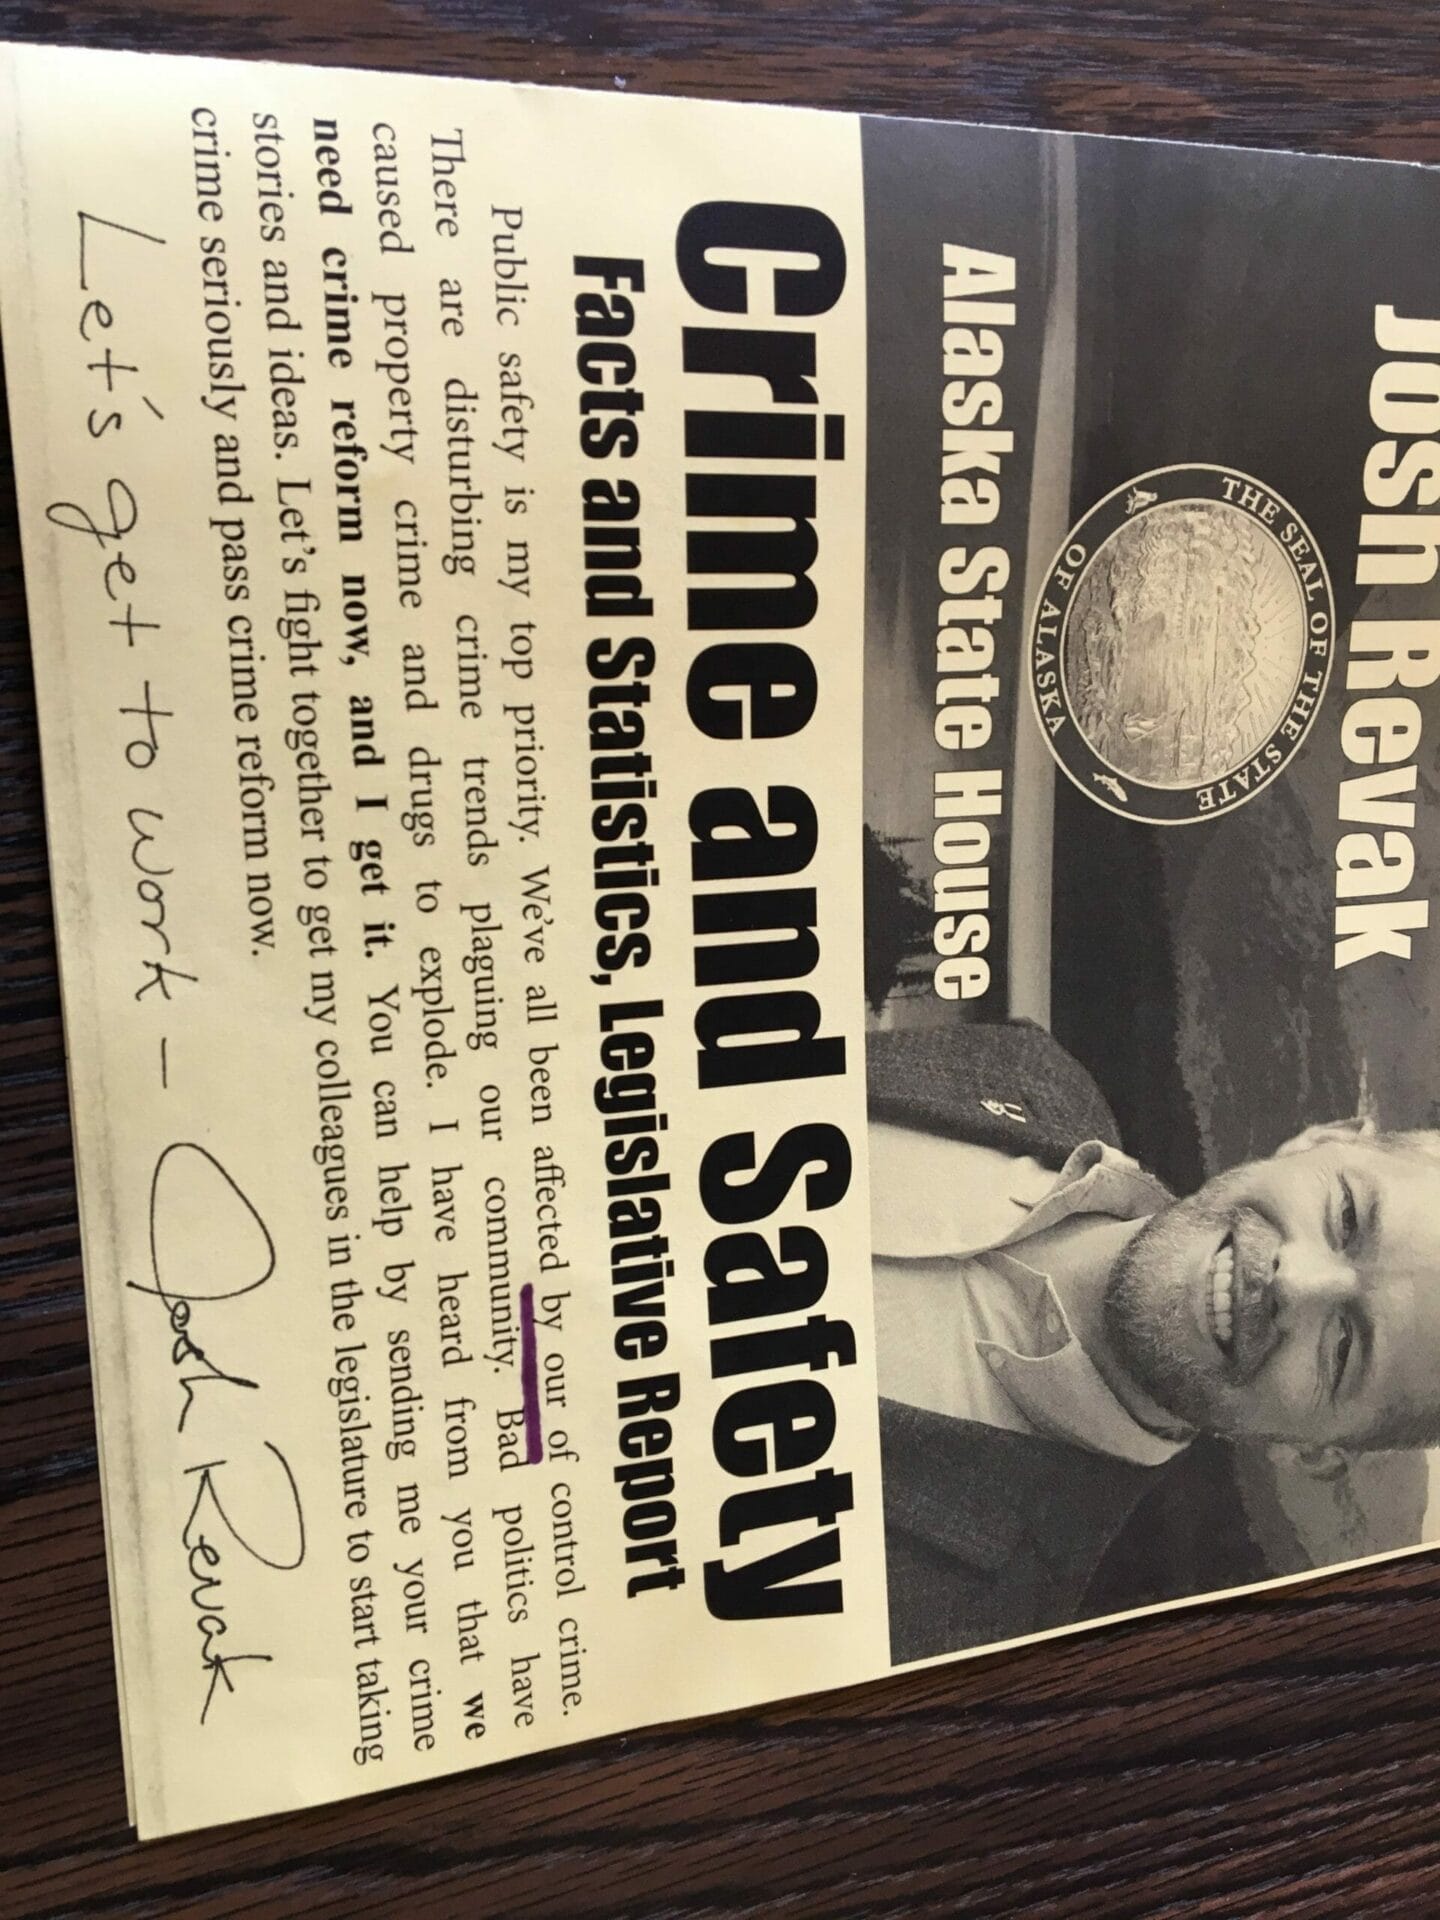 Josh Revak
THE SEAL OF THE STATE
OF ALASKA
Alaska State House
Crime and Safety
Facts and Statistics, Legislative Report
Public safety is my top priority. We've all been affected by our of control crime.
There are disturbing crime trends plaguing our community. Bad politics have
caused property crime and drugs to explode. I have heard from you that we
need crime reform now, and I get it. You can help by sending me your crime
stories and ideas. Let's fight together to get my colleagues in the legislature to start taking
crime seriously and pass crime reform now.
Let's get to work – Josh Revak